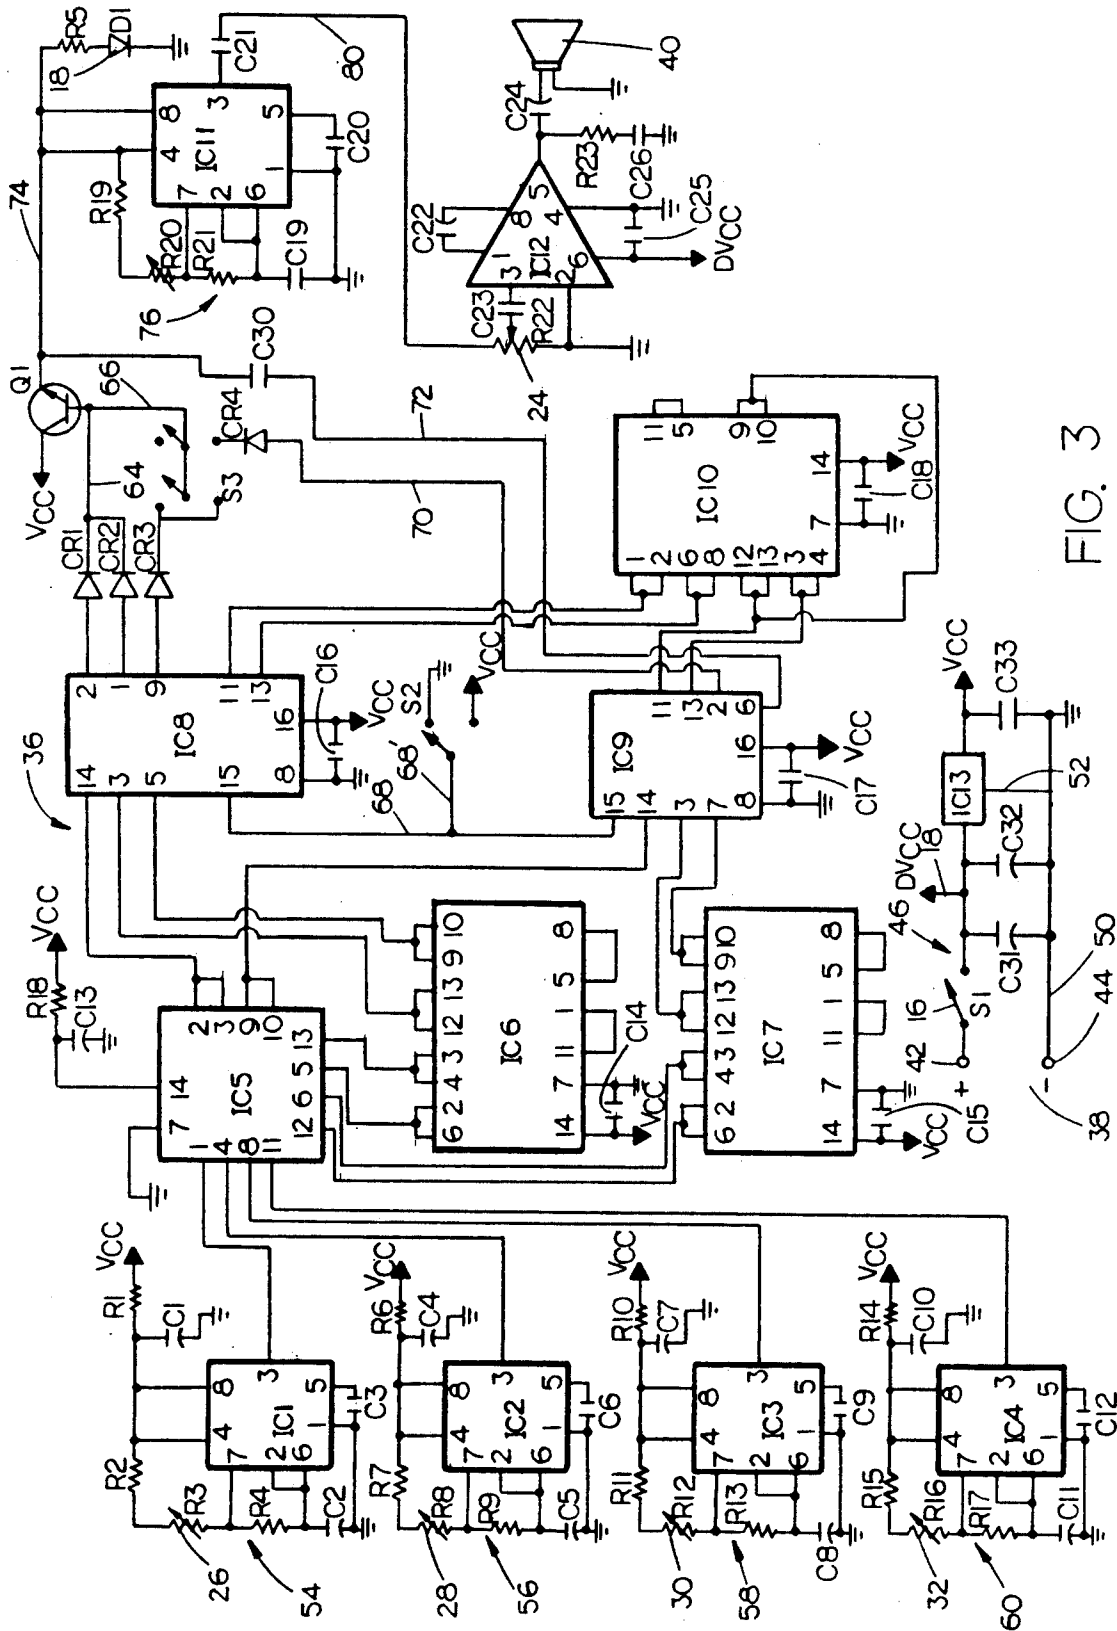 R1
VCC
C1
R2
8
4
3
IC1
7
2
6
1
5
R3
R4
C2
C3
26
54
R6
VCC
C4
R7
8
4
3
IC2
7
2
6
1
5
R8
R9
C5
C6
28
56
R10
VCC
C7
R11
8
4
3
IC3
7
2
6
1
5
R12
R13
C8
C9
30
58
R14
VCC
C10
R15
8
4
3
IC4
7
2
6
1
5
R16
R17
C11
C12
32
60
VCC
R18
C13
7
14
1
4
8
11
IC5
2
3
9
10
13
5
6
12
36
6
2
4
3
12
13
9
10
IC6
14
7
11
1
5
8
C14
VCC
6
2
4
3
12
13
9
10
IC7
14
7
11
1
5
8
C15
VCC
14
3
5
15
IC8
2
1
9
11
13
8
16
C16
VCC
CR1
CR2
CR3
64
66
S3
CR4
70
72
68
68'
S2
VCC
15
14
3
7
IC9
11
13
2
6
8
16
C17
VCC
1
2
6
8
12
13
3
4
IC10
11
5
9
10
7
14
C18
VCC
VCC
Q1
74
C30
R19
R20
R21
76
C19
7
2
6
4
8
IC11
3
1
5
C20
C21
80
R5
18
ZD1
C22
C23
R22
24
1
8
3
IC12
2
6
4
5
C24
40
R23
C26
C25
DVCC
38
+
-
42
44
16
S1
46
50
DVCC
18
C31
C32
IC13
52
C33
VCC
FIG. 3